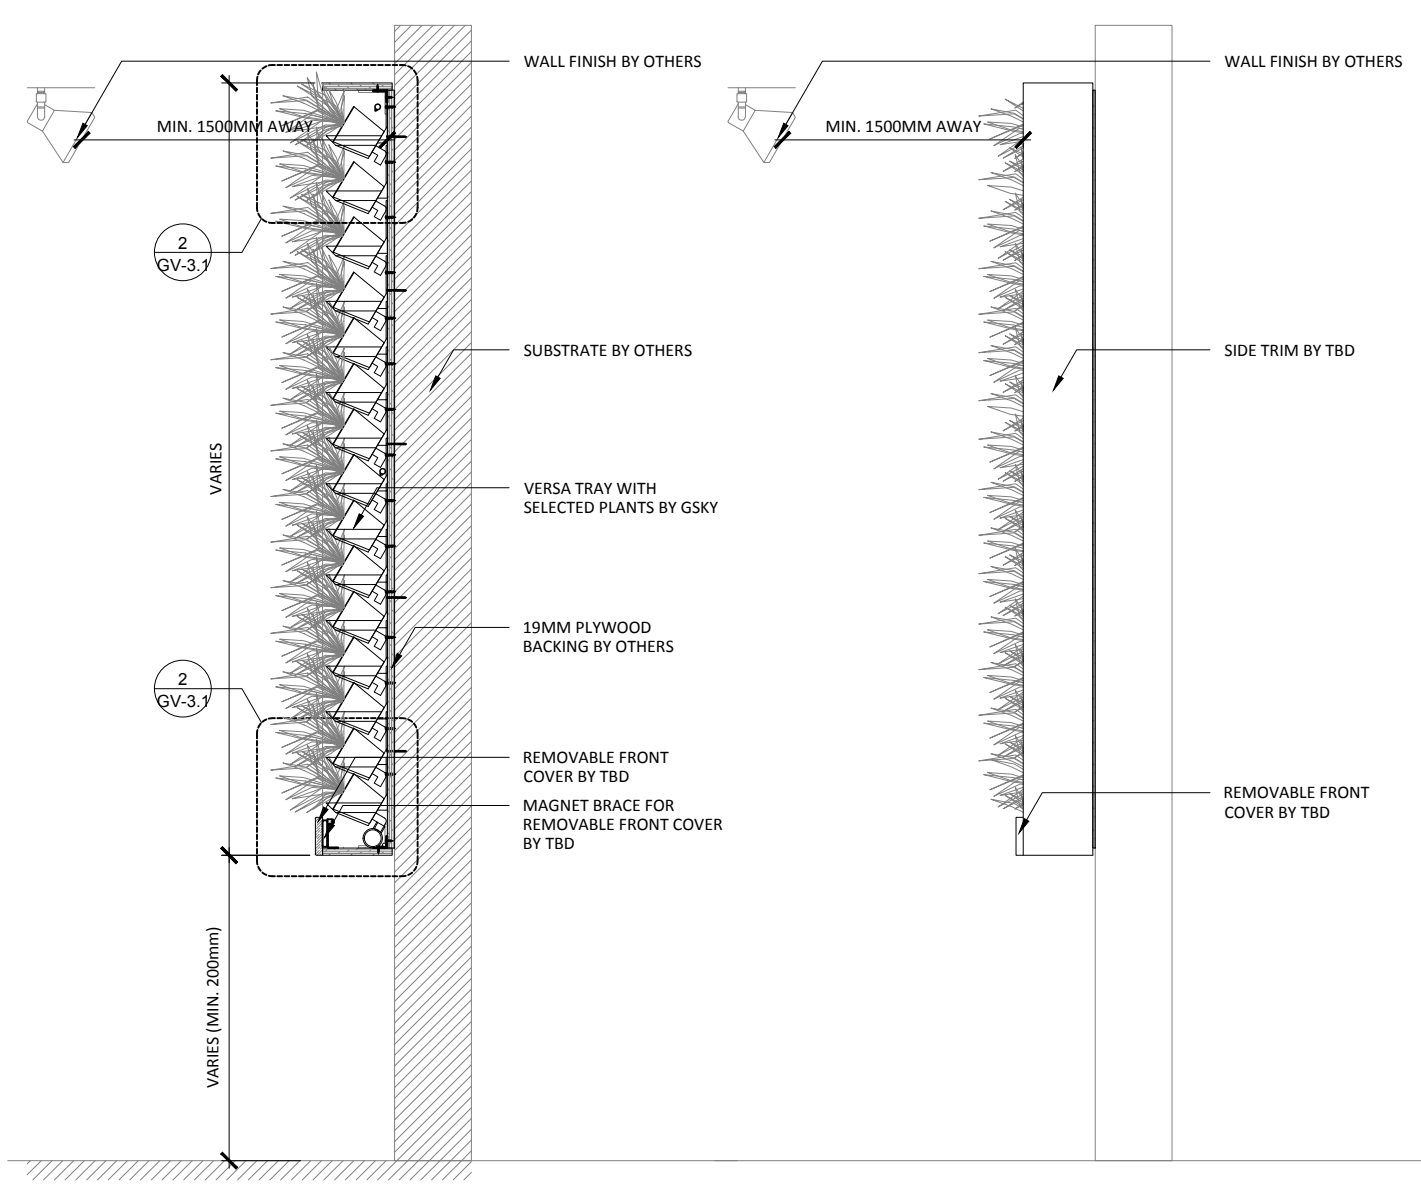 WALL FINISH BY OTHERS
MIN. 1500MM AWAY
2
GV-3.1
SUBSTRATE BY OTHERS
VARIES
VERSA TRAY WITH
SELECTED PLANTS BY GSKY
19MM PLYWOOD
BACKING BY OTHERS
2
GV-3.1
REMOVABLE FRONT
COVER BY TBD
MAGNET BRACE FOR
REMOVABLE FRONT COVER
BY TBD
VARIES (MIN. 200mm)
WALL FINISH BY OTHERS
MIN. 1500MM AWAY
SIDE TRIM BY TBD
REMOVABLE FRONT
COVER BY TBD